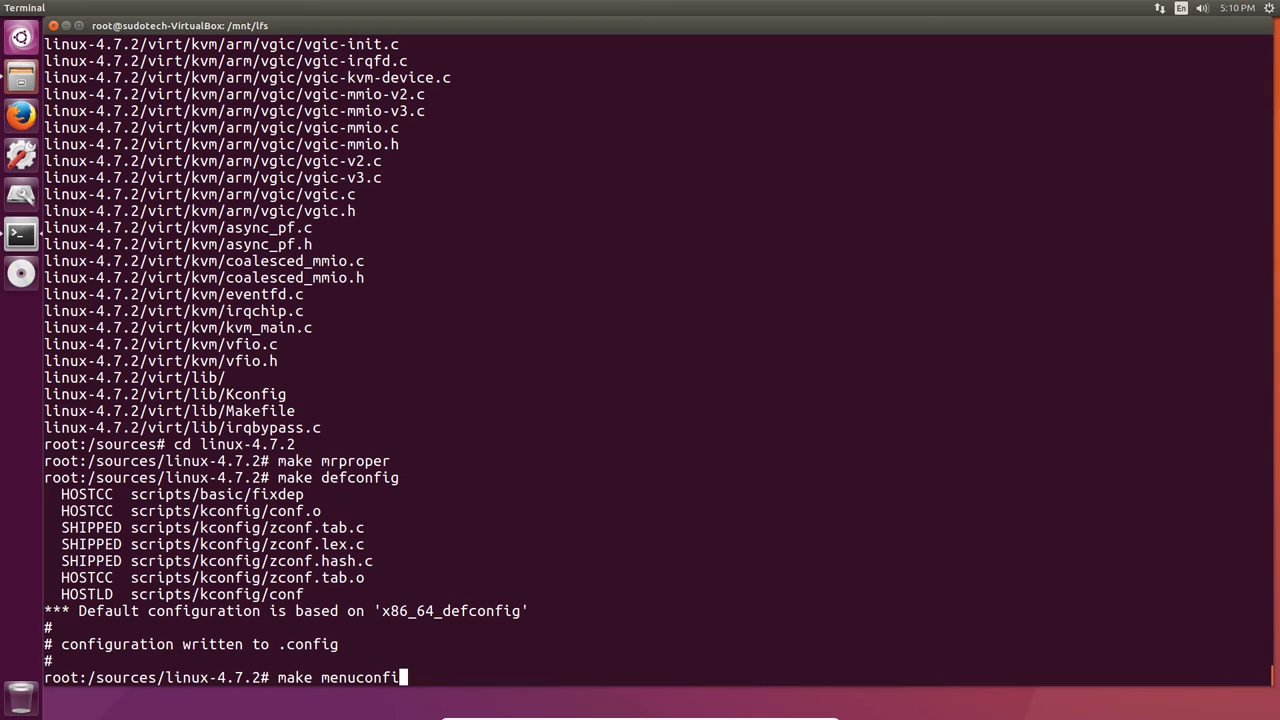 Terminal
En
5:10 PM
root@sudotech-VirtualBox: /mnt/lfs
linux-4.7.2/virt/kvm/arm/vgic/vgic-init.c
linux-4.7.2/virt/kvm/arm/vgic/vgic-irqfd.c
linux-4.7.2/virt/kvm/arm/vgic/vgic-kvm-device.c
linux-4.7.2/virt/kvm/arm/vgic/vgic-mmio-v2.c
linux-4.7.2/virt/kvm/arm/vgic/vgic-mmio-v3.c
linux-4.7.2/virt/kvm/arm/vgic/vgic-mmio.c
linux-4.7.2/virt/kvm/arm/vgic/vgic-mmio.h
linux-4.7.2/virt/kvm/arm/vgic/vgic-v2.c
linux-4.7.2/virt/kvm/arm/vgic/vgic-v3.c
linux-4.7.2/virt/kvm/arm/vgic/vgic.c
linux-4.7.2/virt/kvm/arm/vgic/vgic.h
linux-4.7.2/virt/kvm/async_pf.c
linux-4.7.2/virt/kvm/async_pf.h
linux-4.7.2/virt/kvm/coalesced_mmio.c
linux-4.7.2/virt/kvm/coalesced_mmio.h
linux-4.7.2/virt/kvm/eventfd.c
linux-4.7.2/virt/kvm/irqchip.c
linux-4.7.2/virt/kvm/kvm_main.c
linux-4.7.2/virt/kvm/vfio.c
linux-4.7.2/virt/kvm/vfio.h
linux-4.7.2/virt/lib/
linux-4.7.2/virt/lib/Kconfig
linux-4.7.2/virt/lib/Makefile
linux-4.7.2/virt/lib/irqbypass.c
root:/sources# cd linux-4.7.2
root:/sources/linux-4.7.2# make mrproper
root:/sources/linux-4.7.2# make defconfig
  HOSTCC  scripts/basic/fixdep
  HOSTCC  scripts/kconfig/conf.o
  SHIPPED scripts/kconfig/zconf.tab.c
  SHIPPED scripts/kconfig/zconf.lex.c
  SHIPPED scripts/kconfig/zconf.hash.c
  HOSTCC  scripts/kconfig/zconf.tab.o
  HOSTLD  scripts/kconfig/conf
*** Default configuration is based on 'x86_64_defconfig'
#
# configuration written to .config
#
root:/sources/linux-4.7.2# make menuconfi